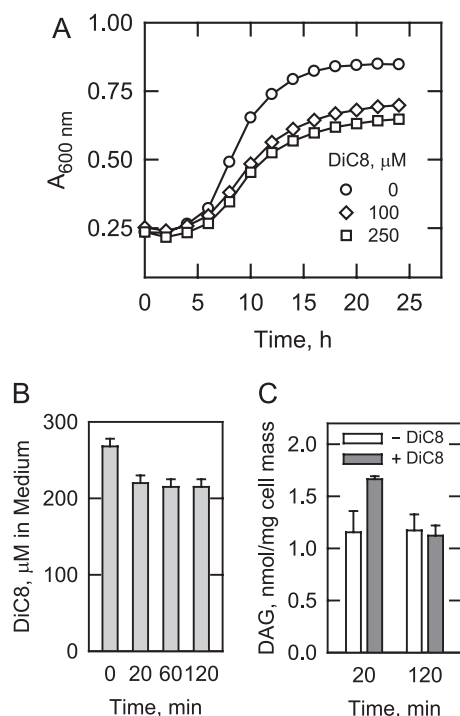 A
1.00
0.75
0.50
0.25
A600 nm
DiC8, μM
0
100
250
0 5 10 15 20 25
Time, h
B
300
200
100
0
DiC8, μM in Medium
0 20 60 120
Time, min
C
– DiC8
+ DiC8
2.0
1.5
1.0
0.5
0.0
DAG, nmol/mg cell mass
20 120
Time, min